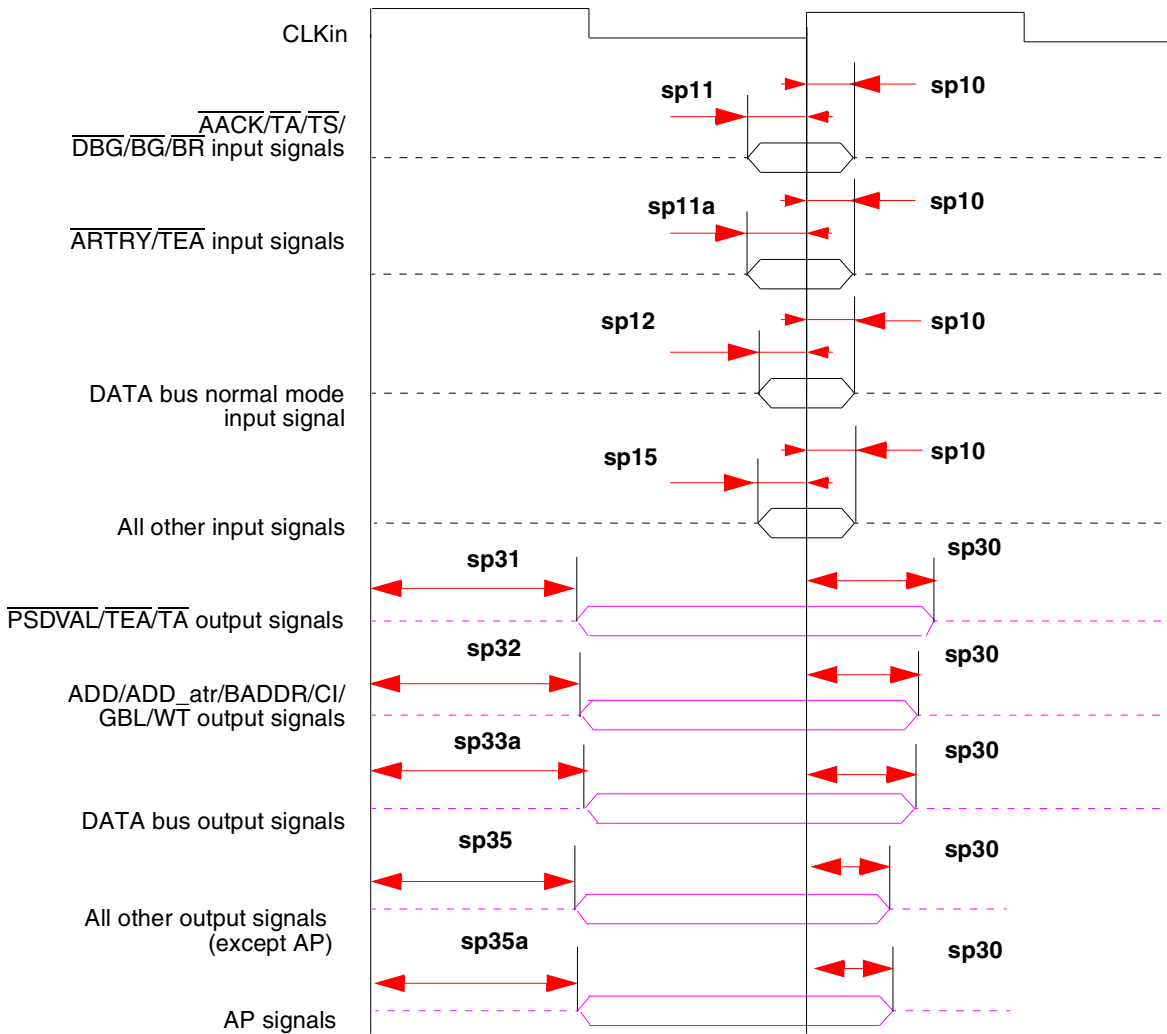 CLKin
sp11
sp10
AACK/TA/TS/
DBG/BG/BR input signals
sp11a
sp10
ARTRY/TEA input signals
sp12
sp10
DATA bus normal mode
input signal
sp15
sp10
All other input signals
sp31
sp30
PSDVAL/TEA/TA output signals
sp32
sp30
ADD/ADD_atr/BADDR/CI/
GBL/WT output signals
sp33a
sp30
DATA bus output signals
sp35
sp30
All other output signals
(except AP)
sp35a
sp30
AP signals